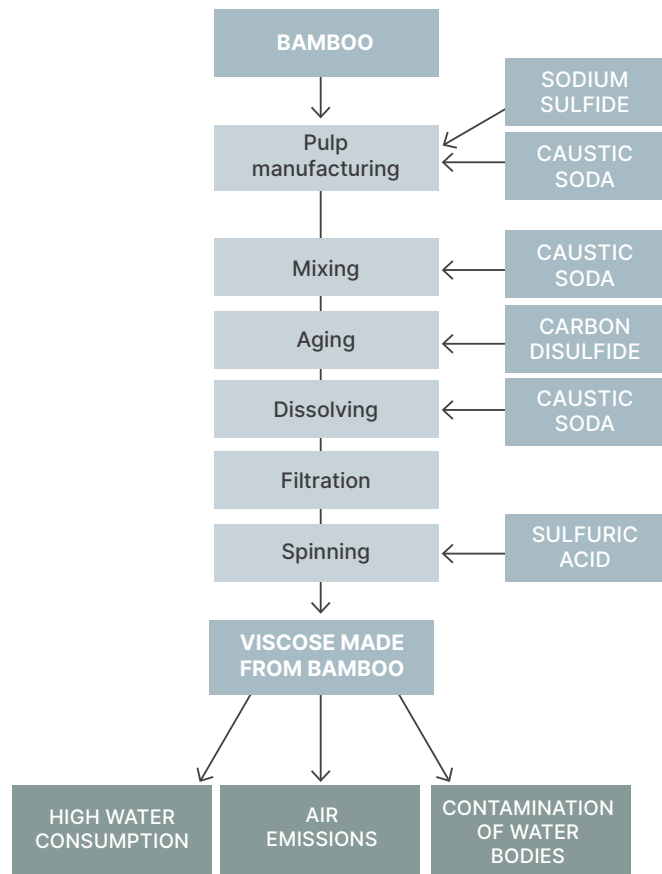 BAMBOO
SODIUM
SULFIDE
Pulp
manufacturing
CAUSTIC
SODA
Mixing
CAUSTIC
SODA
Aging
CARBON
DISULFIDE
Dissolving
CAUSTIC
SODA
Filtration
Spinning
SULFURIC
ACID
VISCOSE MADE
FROM BAMBOO
HIGH WATER
CONSUMPTION
AIR
EMISSIONS
CONTAMINATION
OF WATER
BODIES